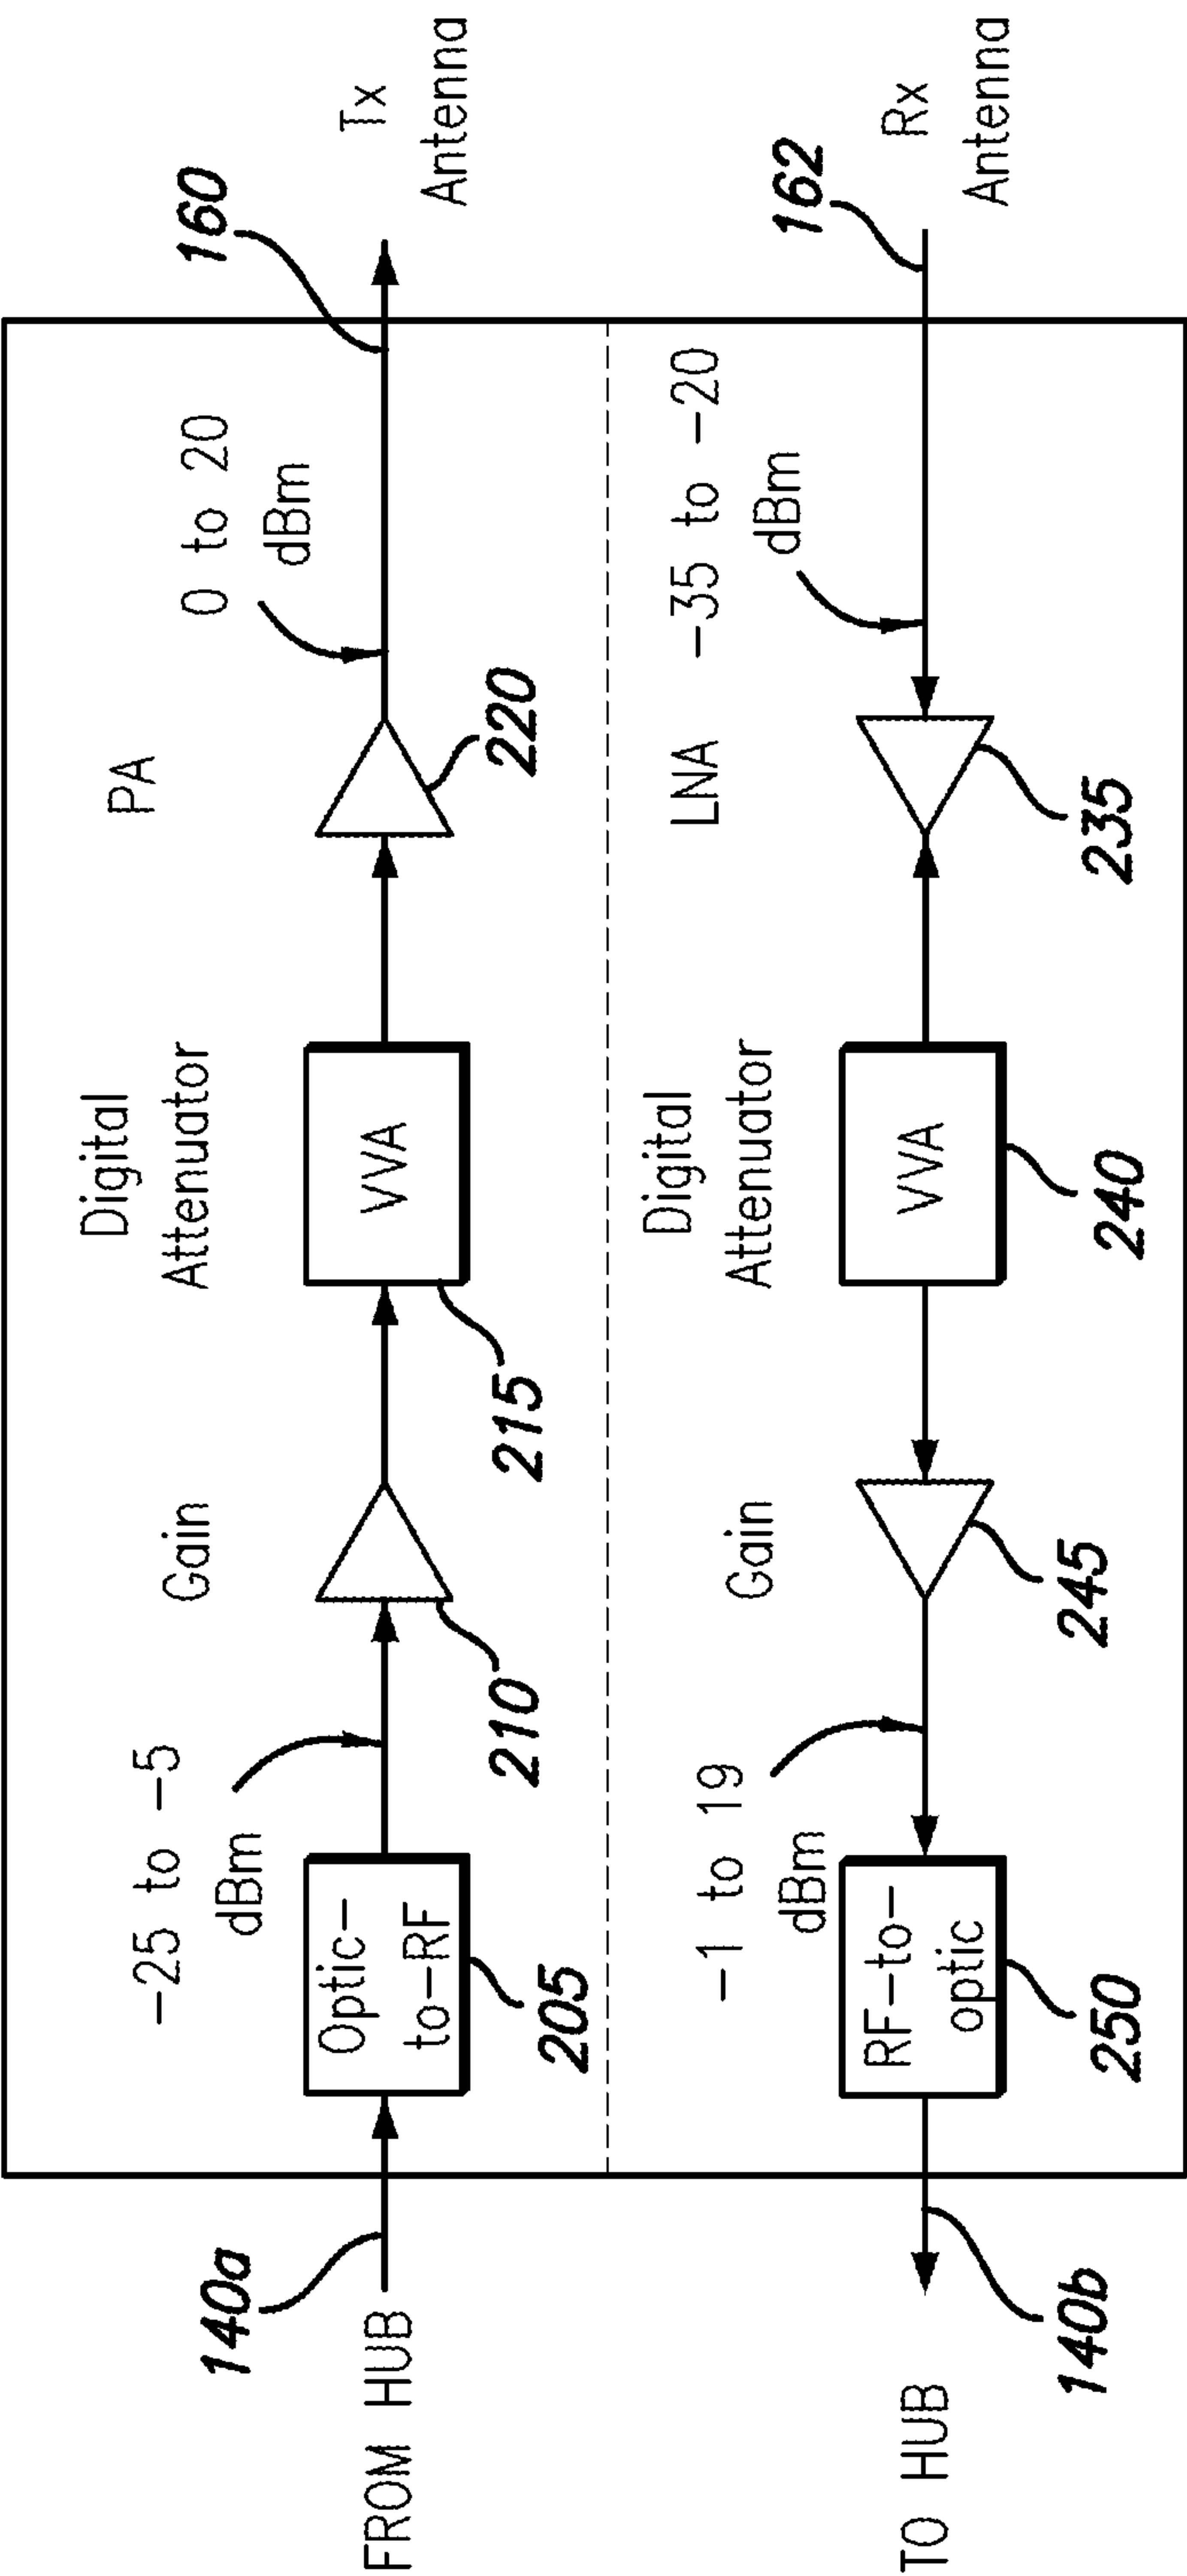 Digital
Attenuator
PA
Gain
-25 to -5
dBm
0 to 20
dBm
160
Tx
Antenna
FROM HUB
140a
Optic-
to-RF
205
210
VVA
215
220
Digital
Attenuator
LNA
-35 to -20
dBm
162
Rx
Antenna
Gain
-1 to 19
dBm
TO HUB
140b
RF-to-
optic
250
245
VVA
240
235